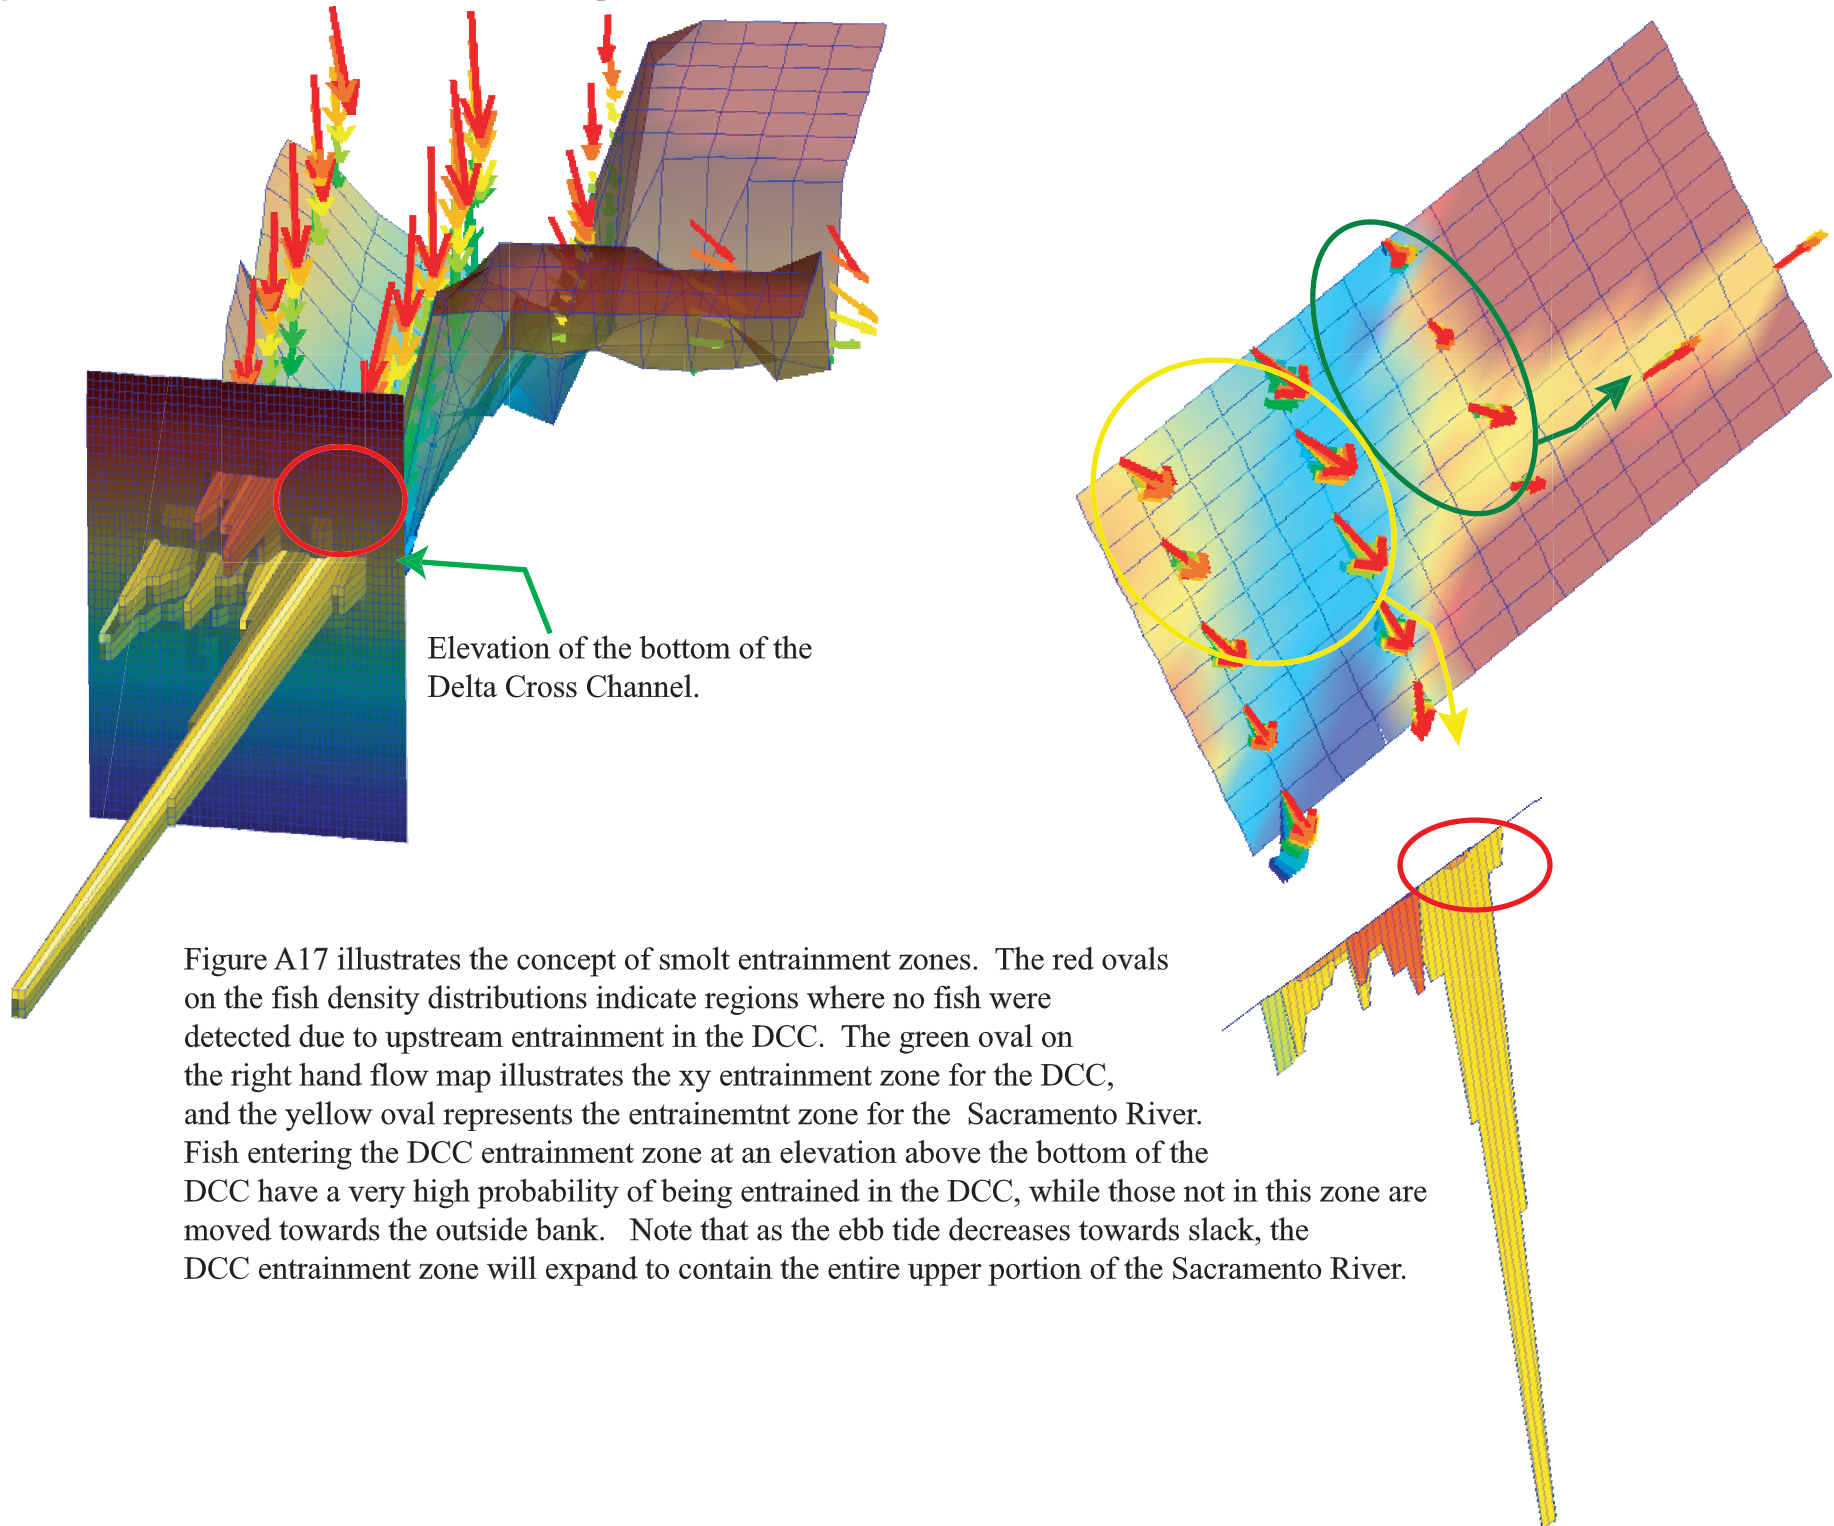 Elevation of the bottom of the
Delta Cross Channel.
Figure A17 illustrates the concept of smolt entrainment zones.  The red ovals
on the fish density distributions indicate regions where no fish were
detected due to upstream entrainment in the DCC.  The green oval on
the right hand flow map illustrates the xy entrainment zone for the DCC,
and the yellow oval represents the entrainemtnt zone for the  Sacramento River.
Fish entering the DCC entrainment zone at an elevation above the bottom of the
DCC have a very high probability of being entrained in the DCC, while those not in this zone are
moved towards the outside bank.   Note that as the ebb tide decreases towards slack, the
DCC entrainment zone will expand to contain the entire upper portion of the Sacramento River.